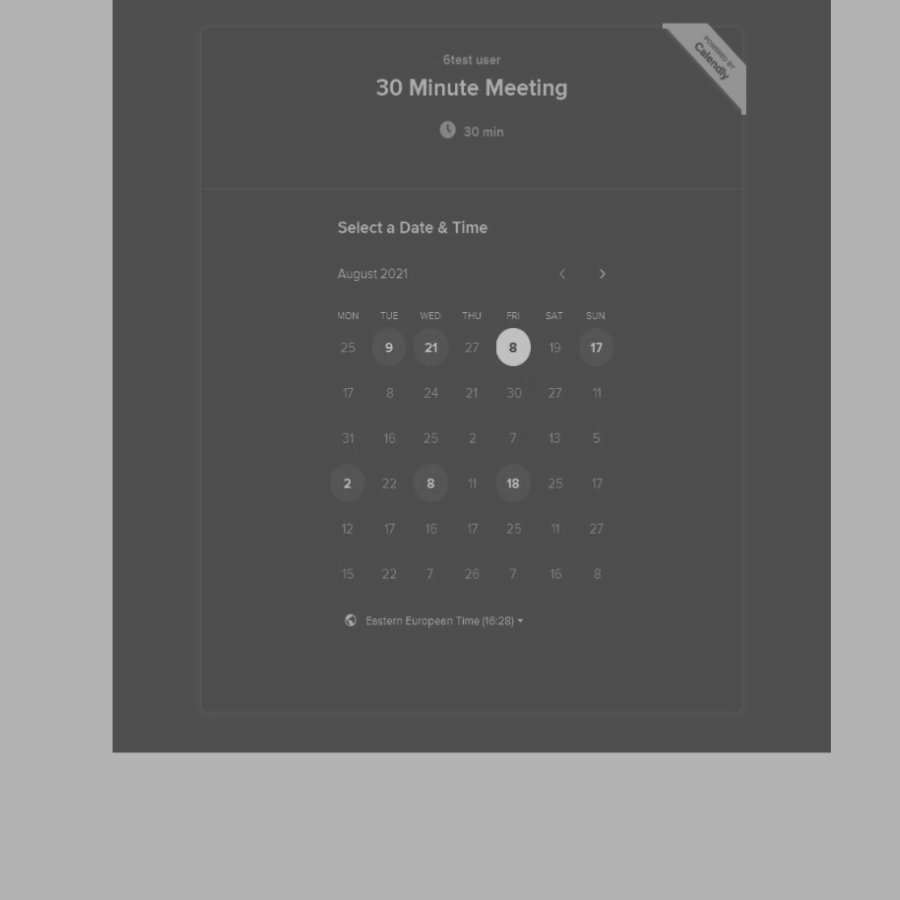 6test user
30 Minute Meeting
30 min
POWERED BY
Calendly
Select a Date & Time
August 2021
MON TUE WED THU FRI SAT SUN
25 9 21 27 8 19 17
17 8 24 21 30 27 11
31 16 25 2 7 13 5
2 22 8 11 18 25 17
12 17 16 17 25 11 27
15 22 7 26 7 16 8
Eastern European Time (16:28)